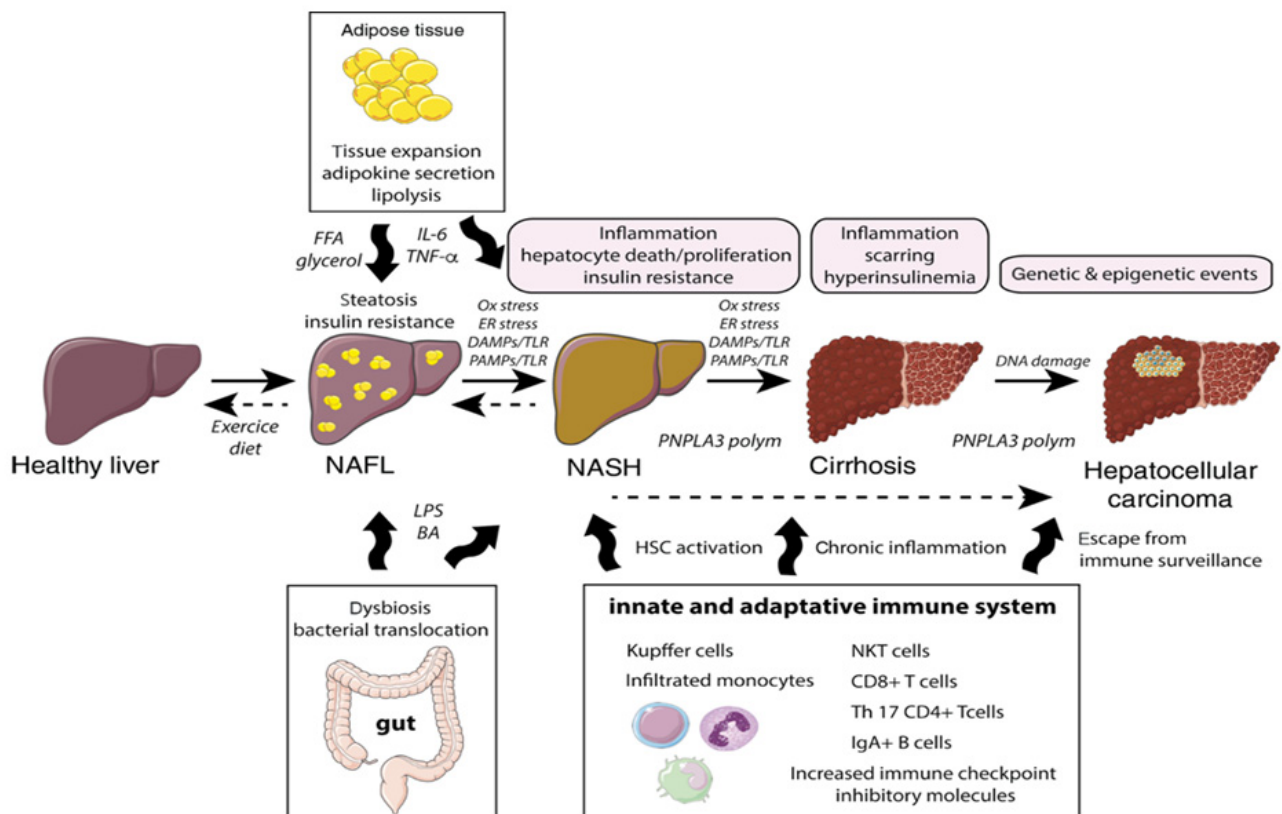 Adipose tissue
Tissue expansion
adipokine secretion
lipolysis
FFA
glycerol
IL-6
TNF-α
Inflammation
hepatocyte death/proliferation
insulin resistance
Inflammation
scarring
hyperinsulinemia
Genetic & epigenetic events
Steatosis
insulin resistance
Ox stress
ER stress
DAMPs/TLR
PAMPs/TLR
Ox stress
ER stress
DAMPs/TLR
PAMPs/TLR
DNA damage
Exercice
diet
PNPLA3 polym
PNPLA3 polym
Healthy liver
NAFL
NASH
Cirrhosis
Hepatocellular
carcinoma
LPS
BA
HSC activation
Chronic inflammation
Escape from
immune surveillance
Dysbiosis
bacterial translocation
gut
innate and adaptative immune system
Kupffer cells
Infiltrated monocytes
NKT cells
CD8+ T cells
Th 17 CD4+ Tcells
IgA+ B cells
Increased immune checkpoint
inhibitory molecules